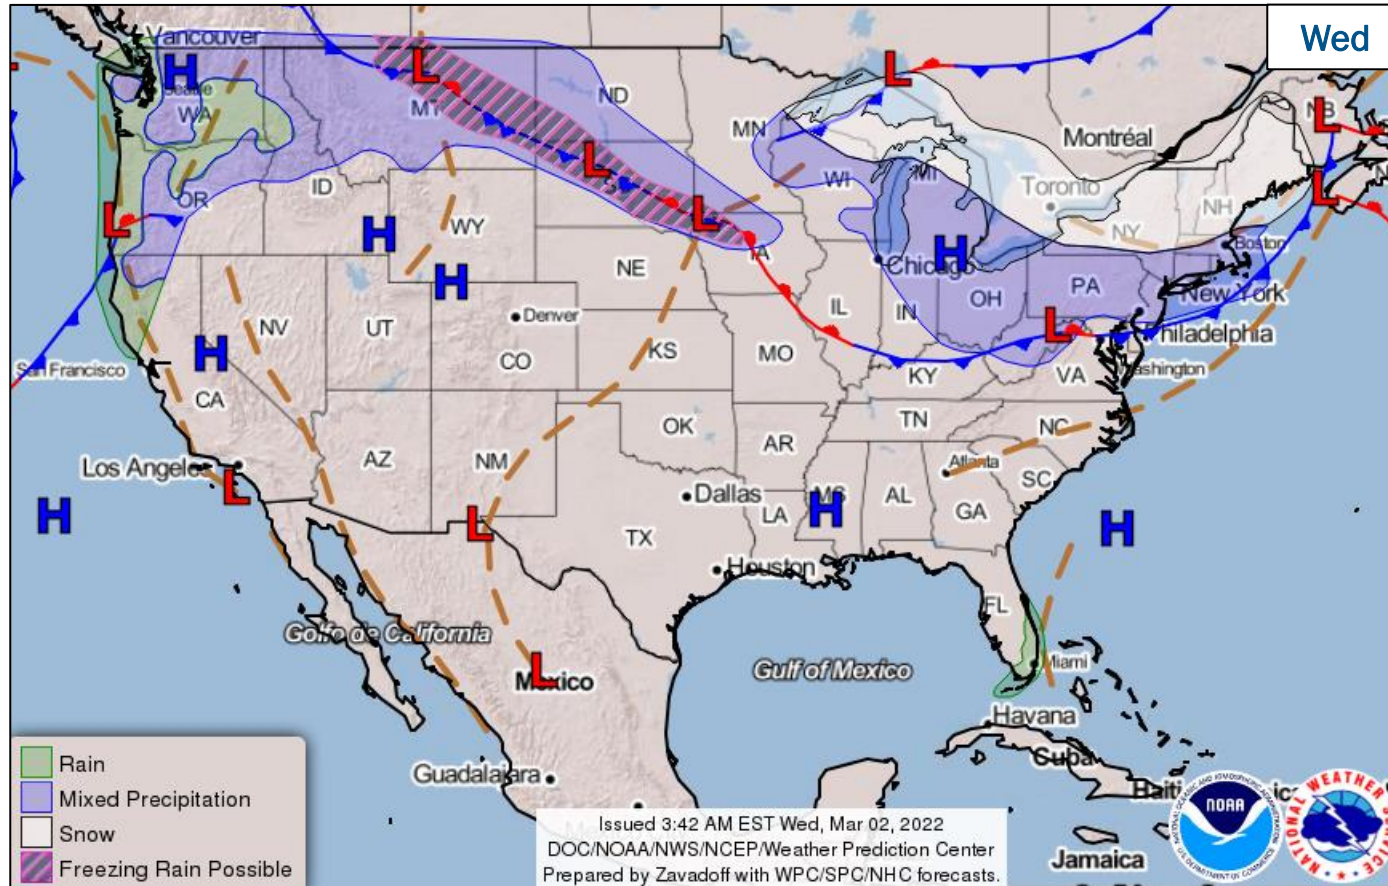 Wed
Vancouver
H
L
L
Seattle
WA
MT
ND
MN
NB
L
Montréal
L
WI
MI
Toronto
ID
OR
L
WY
L
NY
NH
L
H
H
IA
H
Boston
Chicago
H
NE
OH
PA
New York
NV
UT
Denver
IL
IN
L
Philadelphia
H
CO
KS
MO
San Francisco
KY
VA
Washington
CA
TN
NC
OK
AR
Los Angeles
AZ
NM
Atlanta
SC
L
Dallas
MS
AL
H
LA
H
GA
H
L
TX
Houston
FL
Golfo de California
Miami
Gulf of Mexico
L
Mexico
Havana
Cuba
Guadalajara
Rain
Mixed Precipitation
Snow
Freezing Rain Possible
Issued 3:42 AM EST Wed, Mar 02, 2022
DOC/NOAA/NWS/NCEP/Weather Prediction Center
Prepared by Zavadoff with WPC/SPC/NHC forecasts.
Jamaica
NOAA